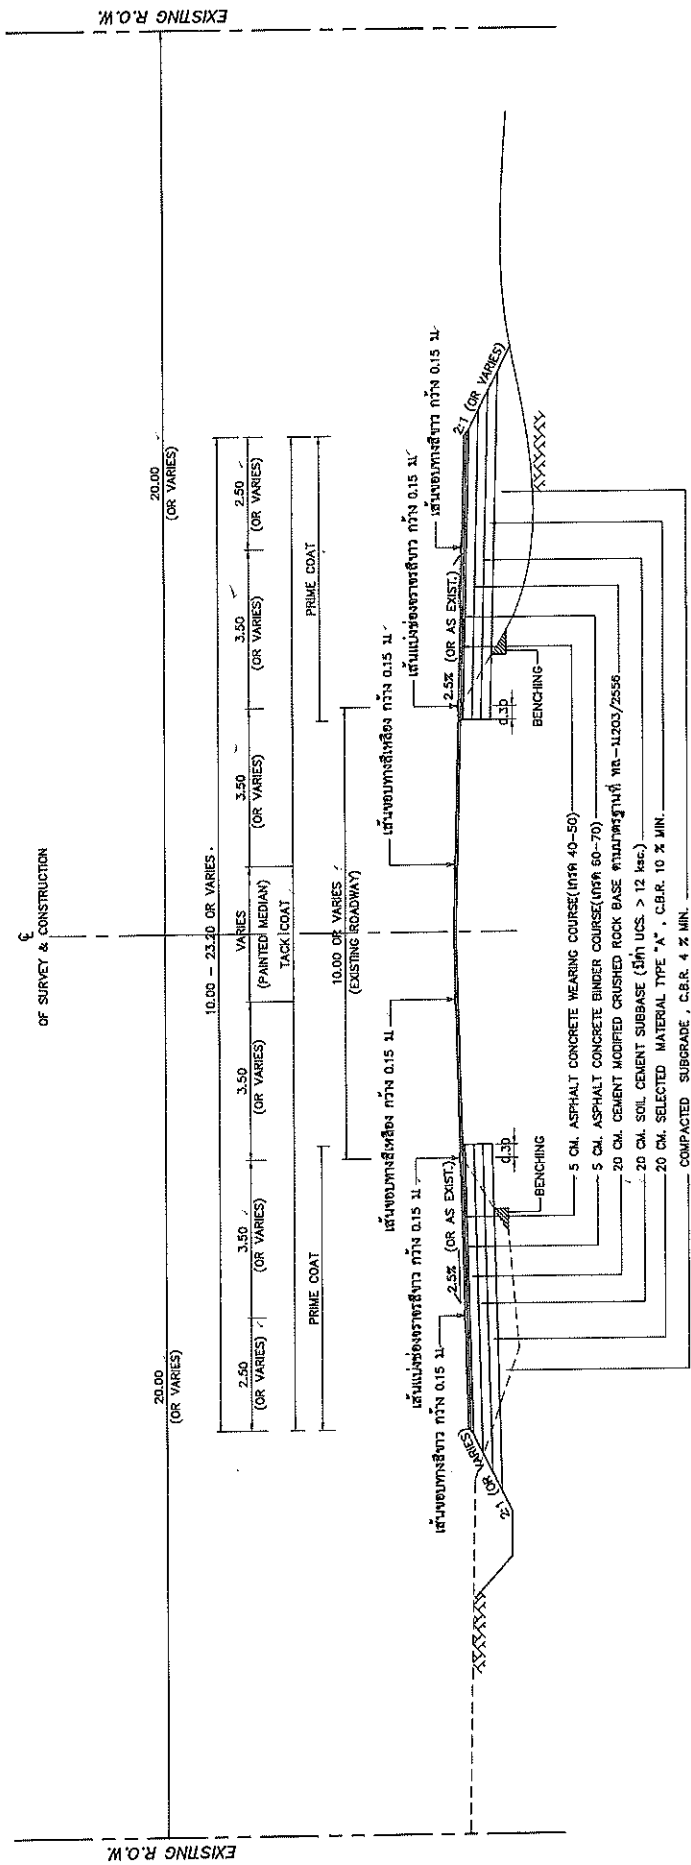 EXISTING R.O.W.
EXISTING R.O.W.
℄
OF SURVEY & CONSTRUCTION
20.00
(OR VARIES)
20.00
(OR VARIES)
10.00 - 23.20 OR VARIES
2.50
(OR VARIES)
3.50
(OR VARIES)
3.50
(OR VARIES)
VARIES
(PAINTED MEDIAN)
3.50
(OR VARIES)
3.50
(OR VARIES)
2.50
(OR VARIES)
TACK COAT
PRIME COAT
PRIME COAT
10.00 OR VARIES
(EXISTING ROADWAY)
เส้นขอบทางสีเหลือง กว้าง 0.15 ม
เส้นขอบทางสีเหลือง กว้าง 0.15 ม
เส้นแบ่งช่องจราจรสีขาว กว้าง 0.15 ม
เส้นแบ่งช่องจราจรสีขาว กว้าง 0.15 ม
เส้นขอบทางสีขาว กว้าง 0.15 ม
เส้นขอบทางสีขาว กว้าง 0.15 ม
2.5% (OR AS EXIST.)
2.5% (OR AS EXIST.)
2:1 (OR VARIES)
2:1 (OR VARIES)
0.30
0.30
BENCHING
BENCHING
5 CM. ASPHALT CONCRETE WEARING COURSE(เกรด 40-50)
5 CM. ASPHALT CONCRETE BINDER COURSE(เกรด 60-70)
20 CM. CEMENT MODIFIED CRUSHED ROCK BASE ตามมาตรฐานที่ ทล-ม203/2556
20 CM. SOIL CEMENT SUBBASE (มีค่า UCS. > 12 ksc.)
20 CM. SELECTED MATERIAL TYPE "A" , C.B.R. 10 % MIN.
COMPACTED SUBGRADE , C.B.R. 4 % MIN.